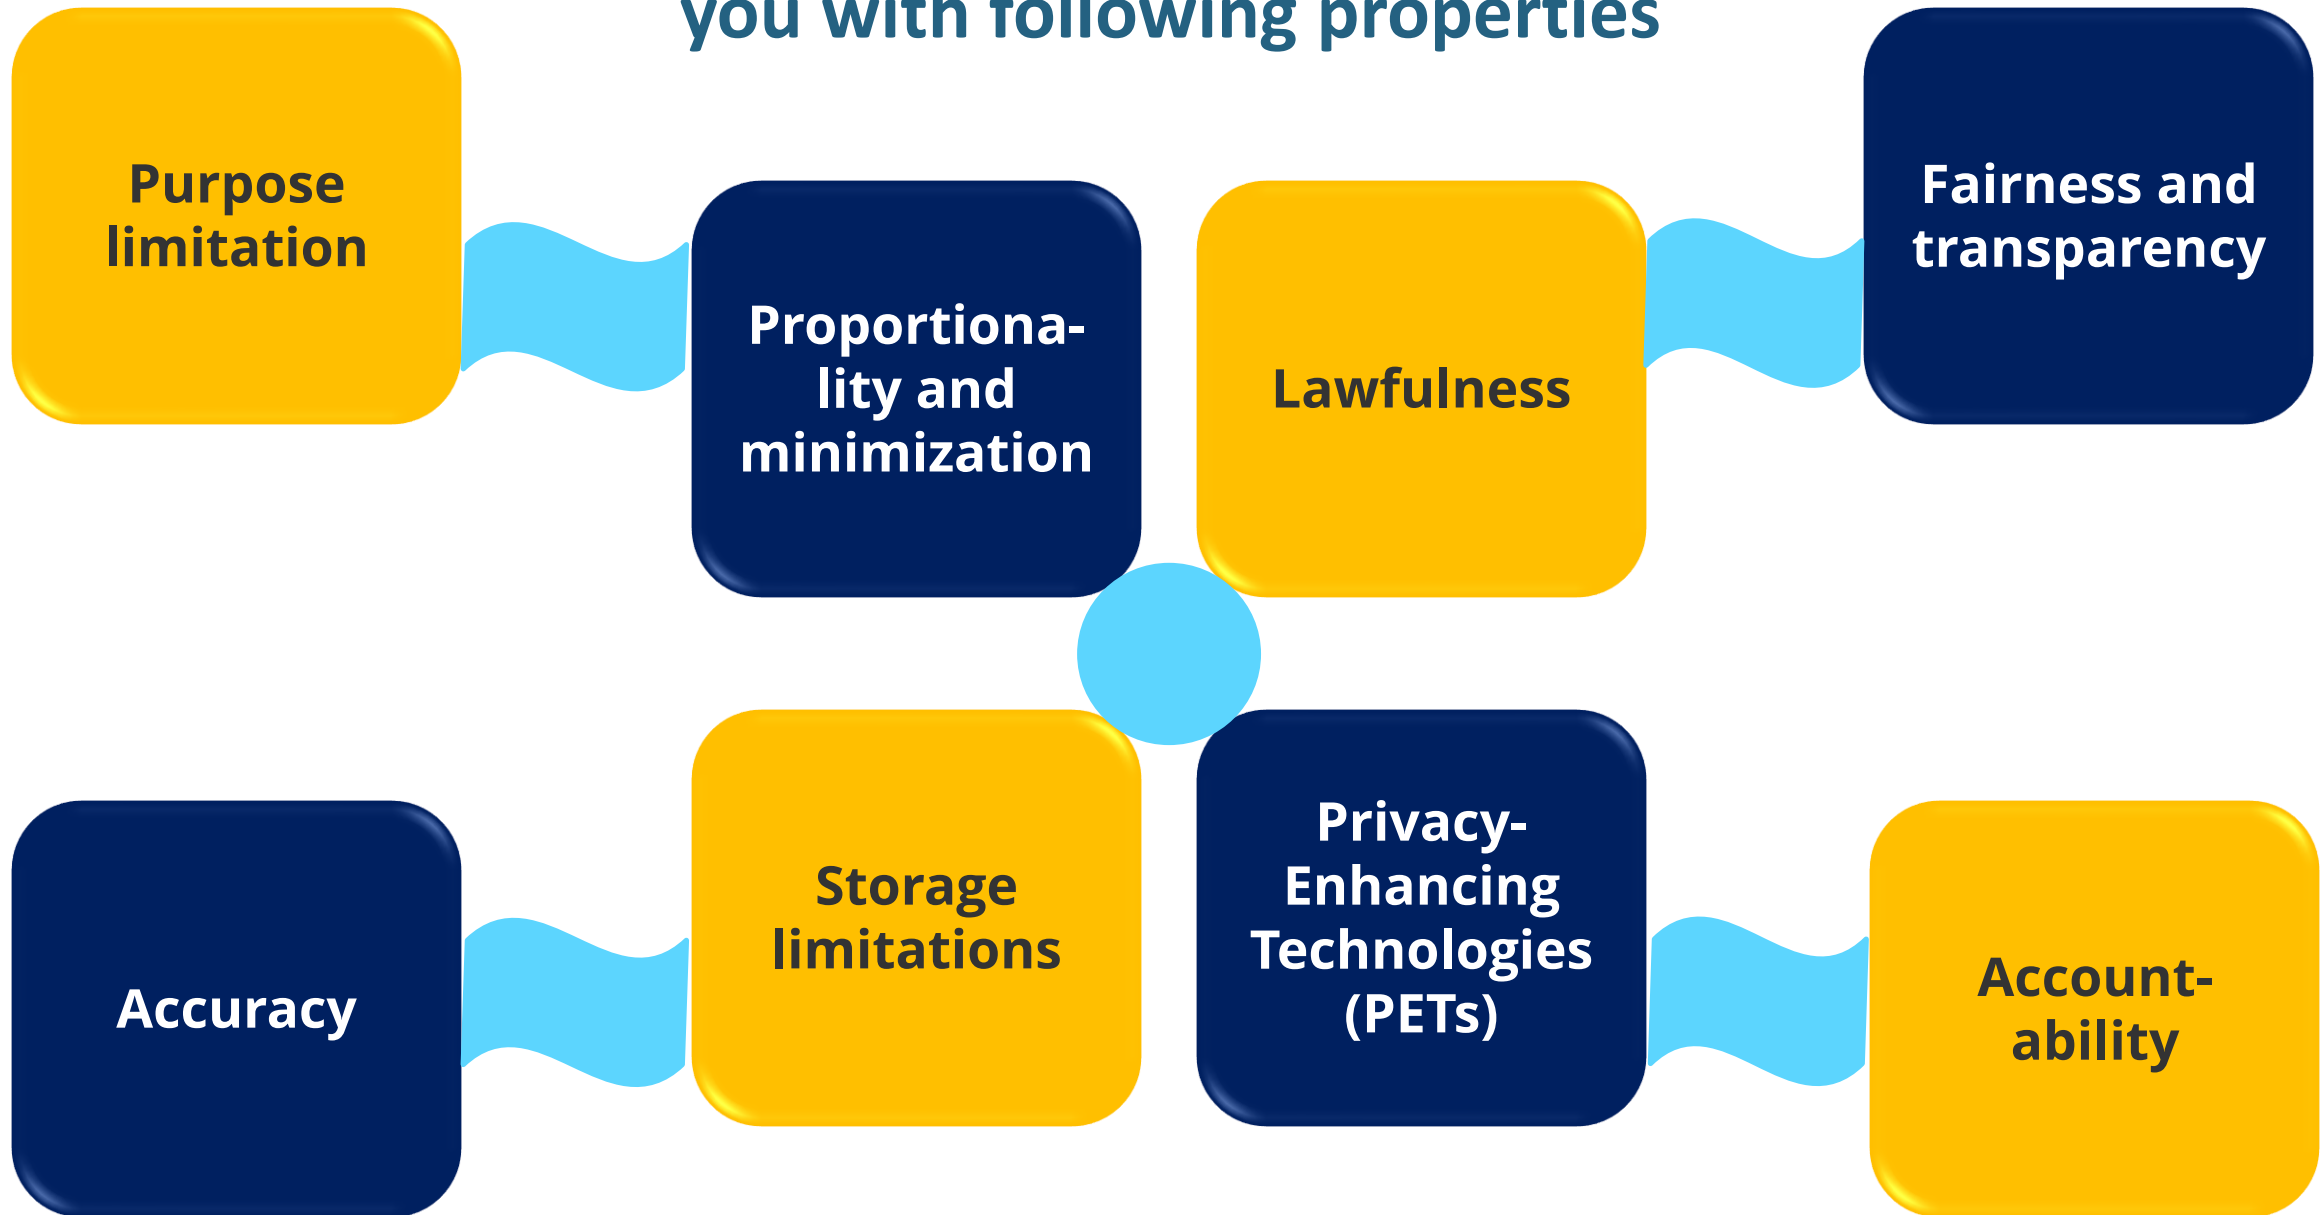 you with following properties
Purpose
limitation
Proportiona-
lity and
minimization
Lawfulness
Fairness and
transparency
Accuracy
Storage
limitations
Privacy-
Enhancing
Technologies
(PETs)
Account-
ability